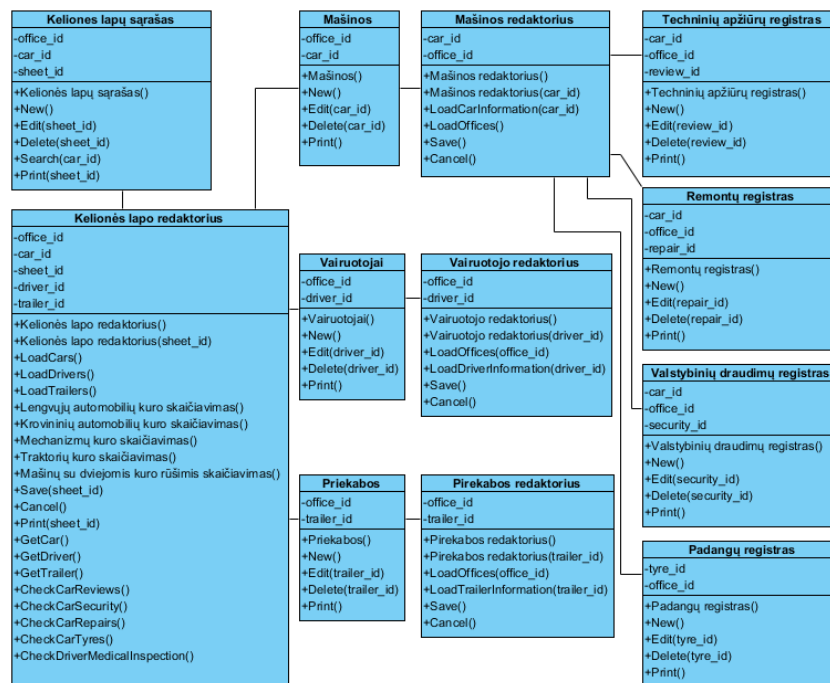 Keliones lapų sąrašas
-office_id
-car_id
-sheet_id
+Kelionės lapų sąrašas()
+New()
+Edit(sheet_id)
+Delete(sheet_id)
+Search(car_id)
+Print(sheet_id)
Mašinos
-office_id
-car_id
+Mašinos()
+New()
+Edit(car_id)
+Delete(car_id)
+Print()
Mašinos redaktorius
-car_id
-office_id
+Mašinos redaktorius()
+Mašinos redaktorius(car_id)
+LoadCarInformation(car_id)
+LoadOffices()
+Save()
+Cancel()
Techninių apžiūrų registras
-car_id
-office_id
-review_id
+Techninių apžiūrų registras()
+New()
+Edit(review_id)
+Delete(review_id)
+Print()
Kelionės lapo redaktorius
-office_id
-car_id
-sheet_id
-driver_id
-trailer_id
+Kelionės lapo redaktorius()
+Kelionės lapo redaktorius(sheet_id)
+LoadCars()
+LoadDrivers()
+LoadTrailers()
+Lengvųjų automobilių kuro skaičiavimas()
+Krovininių automobilių kuro skaičiavimas()
+Mechanizmų kuro skaičiavimas()
+Traktorių kuro skaičiavimas()
+Mašinų su dviejomis kuro rūšimis skaičiavimas()
+Save(sheet_id)
+Cancel()
+Print(sheet_id)
+GetCar()
+GetDriver()
+GetTrailer()
+CheckCarReviews()
+CheckCarSecurity()
+CheckCarRepairs()
+CheckCarTyres()
+CheckDriverMedicalInspection()
Vairuotojai
-office_id
-driver_id
+Vairuotojai()
+New()
+Edit(driver_id)
+Delete(driver_id)
+Print()
Vairuotojo redaktorius
-office_id
-driver_id
+Vairuotojo redaktorius()
+Vairuotojo redaktorius(driver_id)
+LoadOffices(office_id)
+LoadDriverInformation(driver_id)
+Save()
+Cancel()
Remontų registras
-car_id
-office_id
-repair_id
+Remontų registras()
+New()
+Edit(repair_id)
+Delete(repair_id)
+Print()
Valstybinių draudimų registras
-car_id
-office_id
-security_id
+Valstybinių draudimų registras()
+New()
+Edit(security_id)
+Delete(security_id)
+Print()
Priekabos
-office_id
-trailer_id
+Priekabos()
+New()
+Edit(trailer_id)
+Delete(trailer_id)
+Print()
Pirekabos redaktorius
-office_id
-trailer_id
+Pirekabos redaktorius()
+Pirekabos redaktorius(trailer_id)
+LoadOffices(office_id)
+LoadTrailerInformation(trailer_id)
+Save()
+Cancel()
Padangų registras
-tyre_id
-office_id
+Padangų registras()
+New()
+Edit(tyre_id)
+Delete(tyre_id)
+Print()